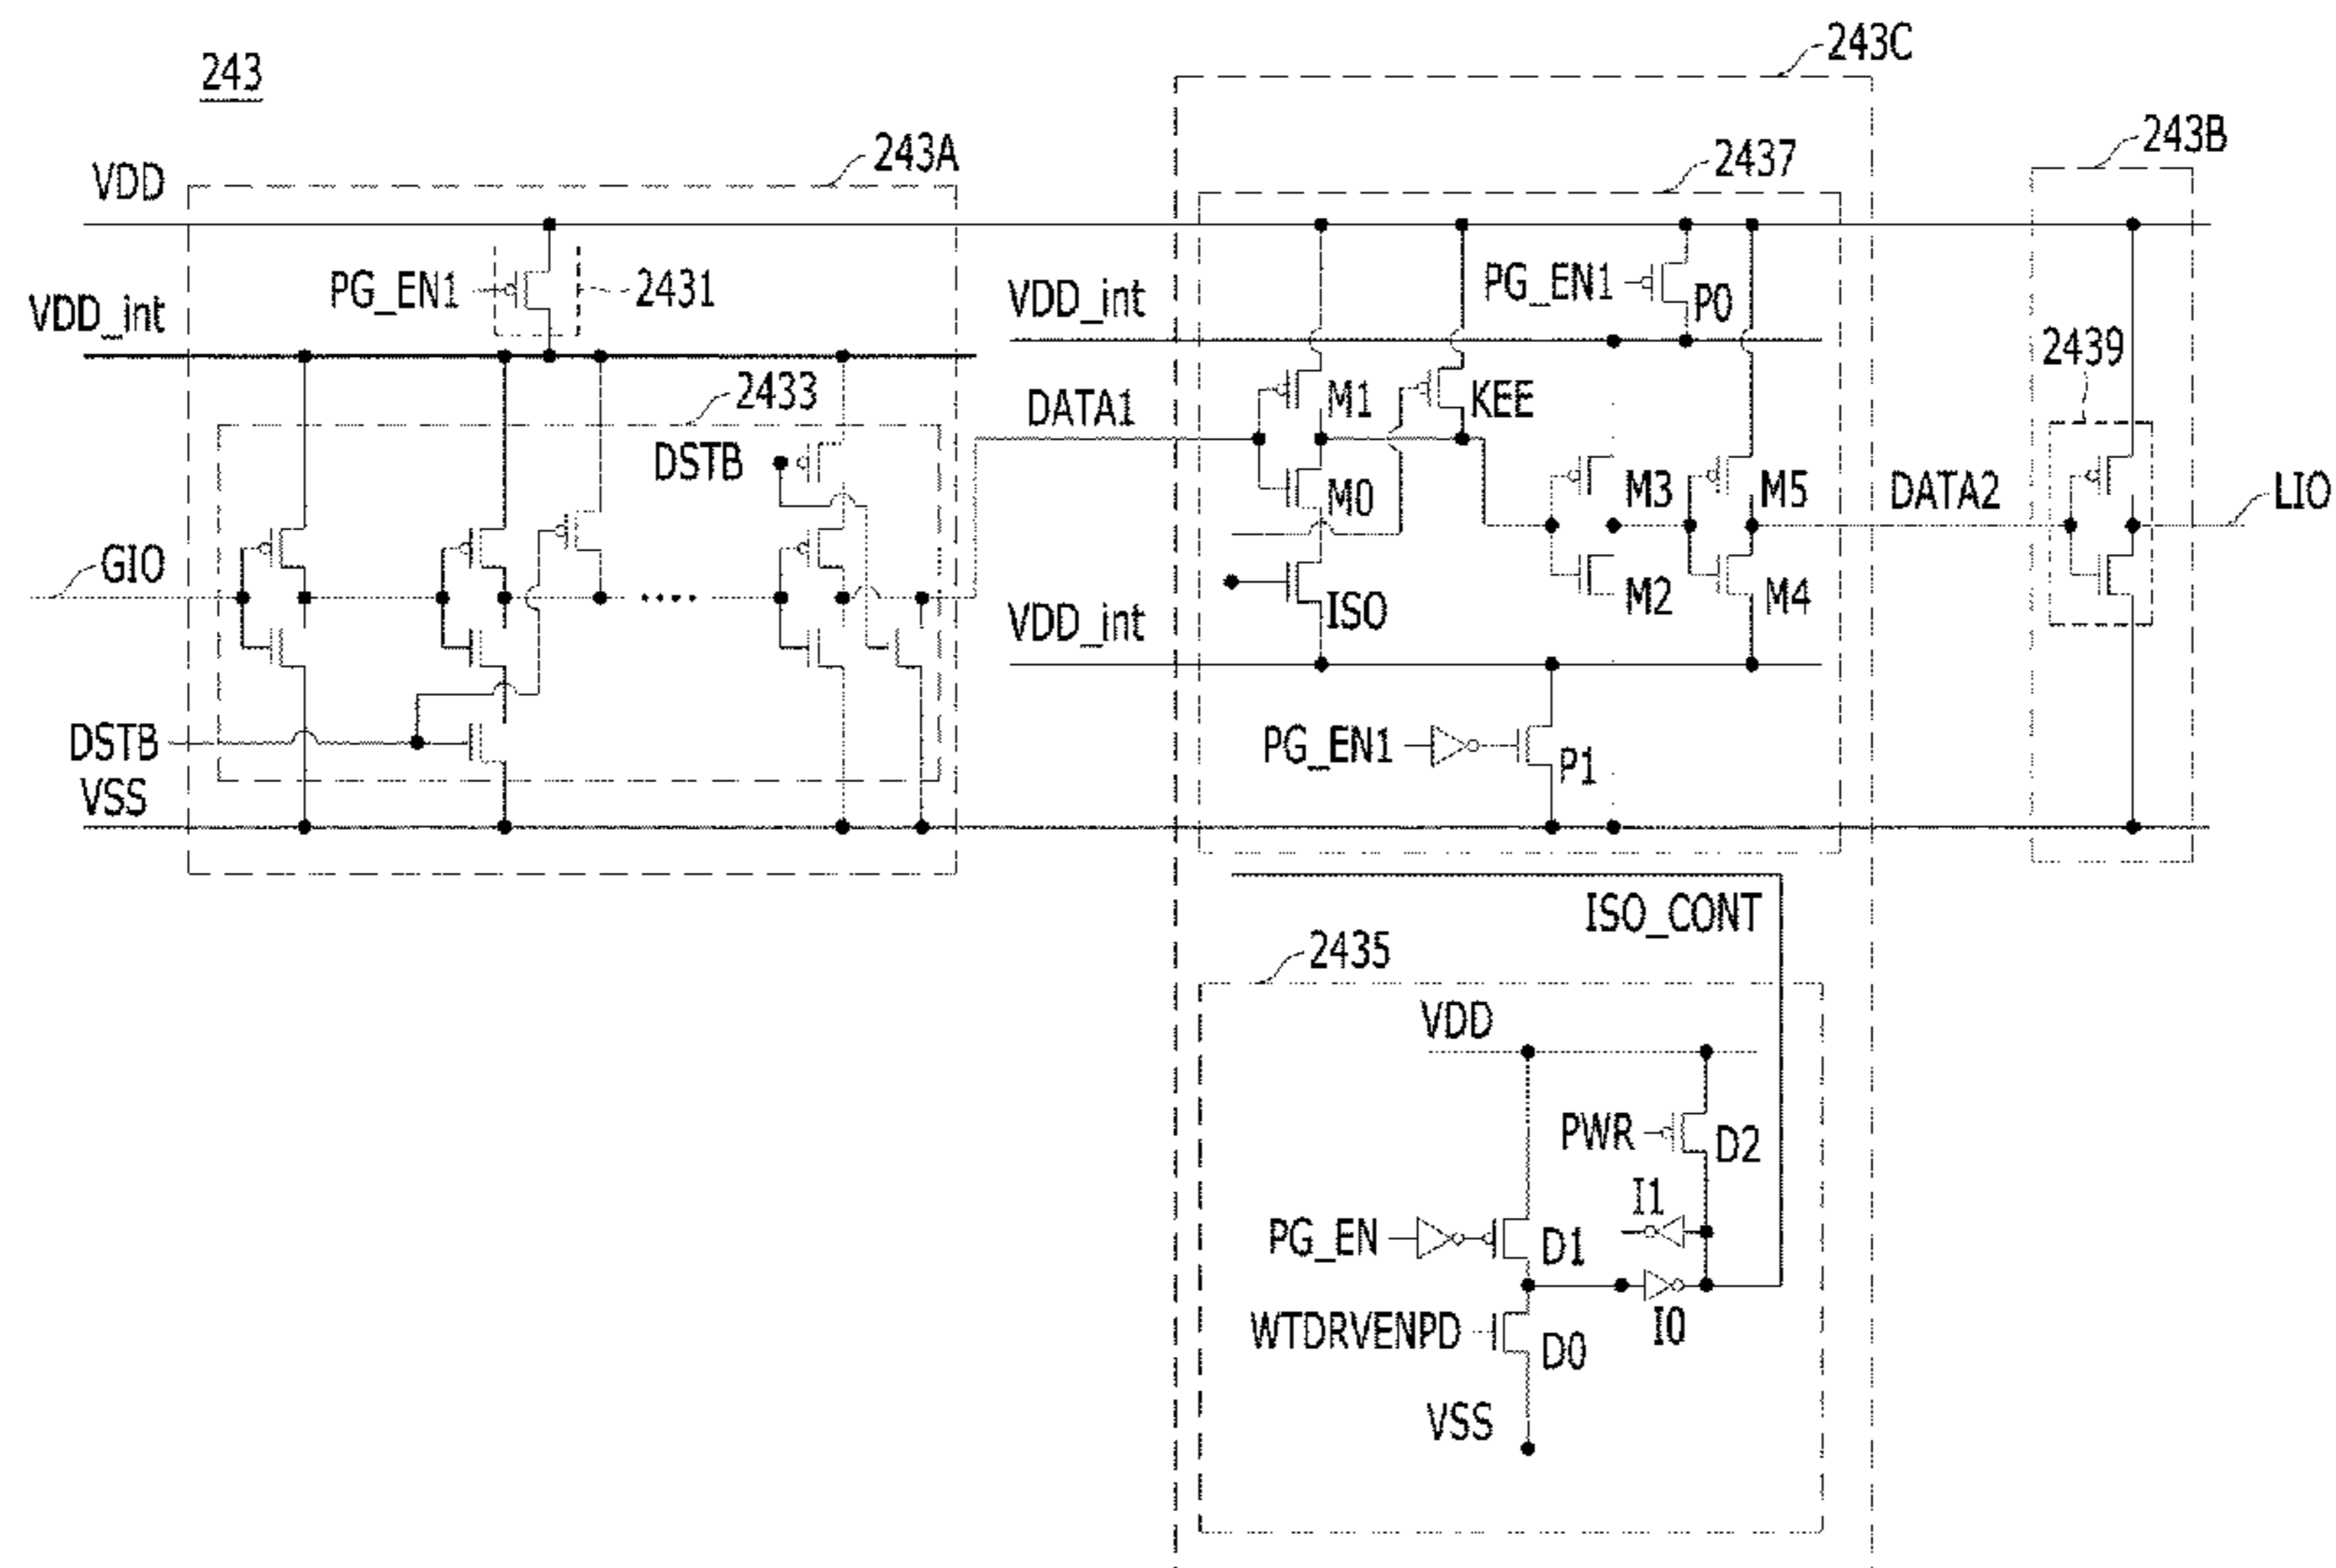 243
243C
243A
243B
2437
VDD
PG_EN1
2431
PG_EN1
P0
VDD_int
VDD_int
2439
2433
DATA1
M1
KEE
DSTB
M0
M3
M5
DATA2
LIO
GIO
ISO
M2
M4
VDD_int
DSTB
PG_EN1
P1
VSS
ISO_CONT
2435
VDD
PWR
D2
I1
PG_EN
D1
I0
WTDRVENPD
D0
VSS